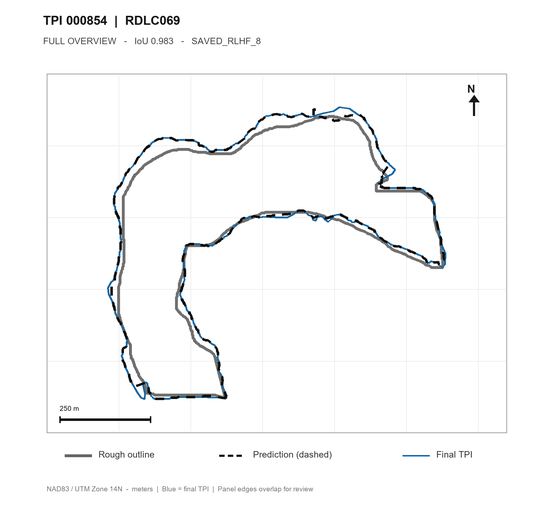 TPI 000854 | RDLC069
FULL OVERVIEW - IoU 0.983 - SAVED_RLHF_8
N
250 m
Rough outline Prediction (dashed) Final TPI
NAD83 / UTM Zone 14N - meters | Blue = final TPI | Panel edges overlap for review